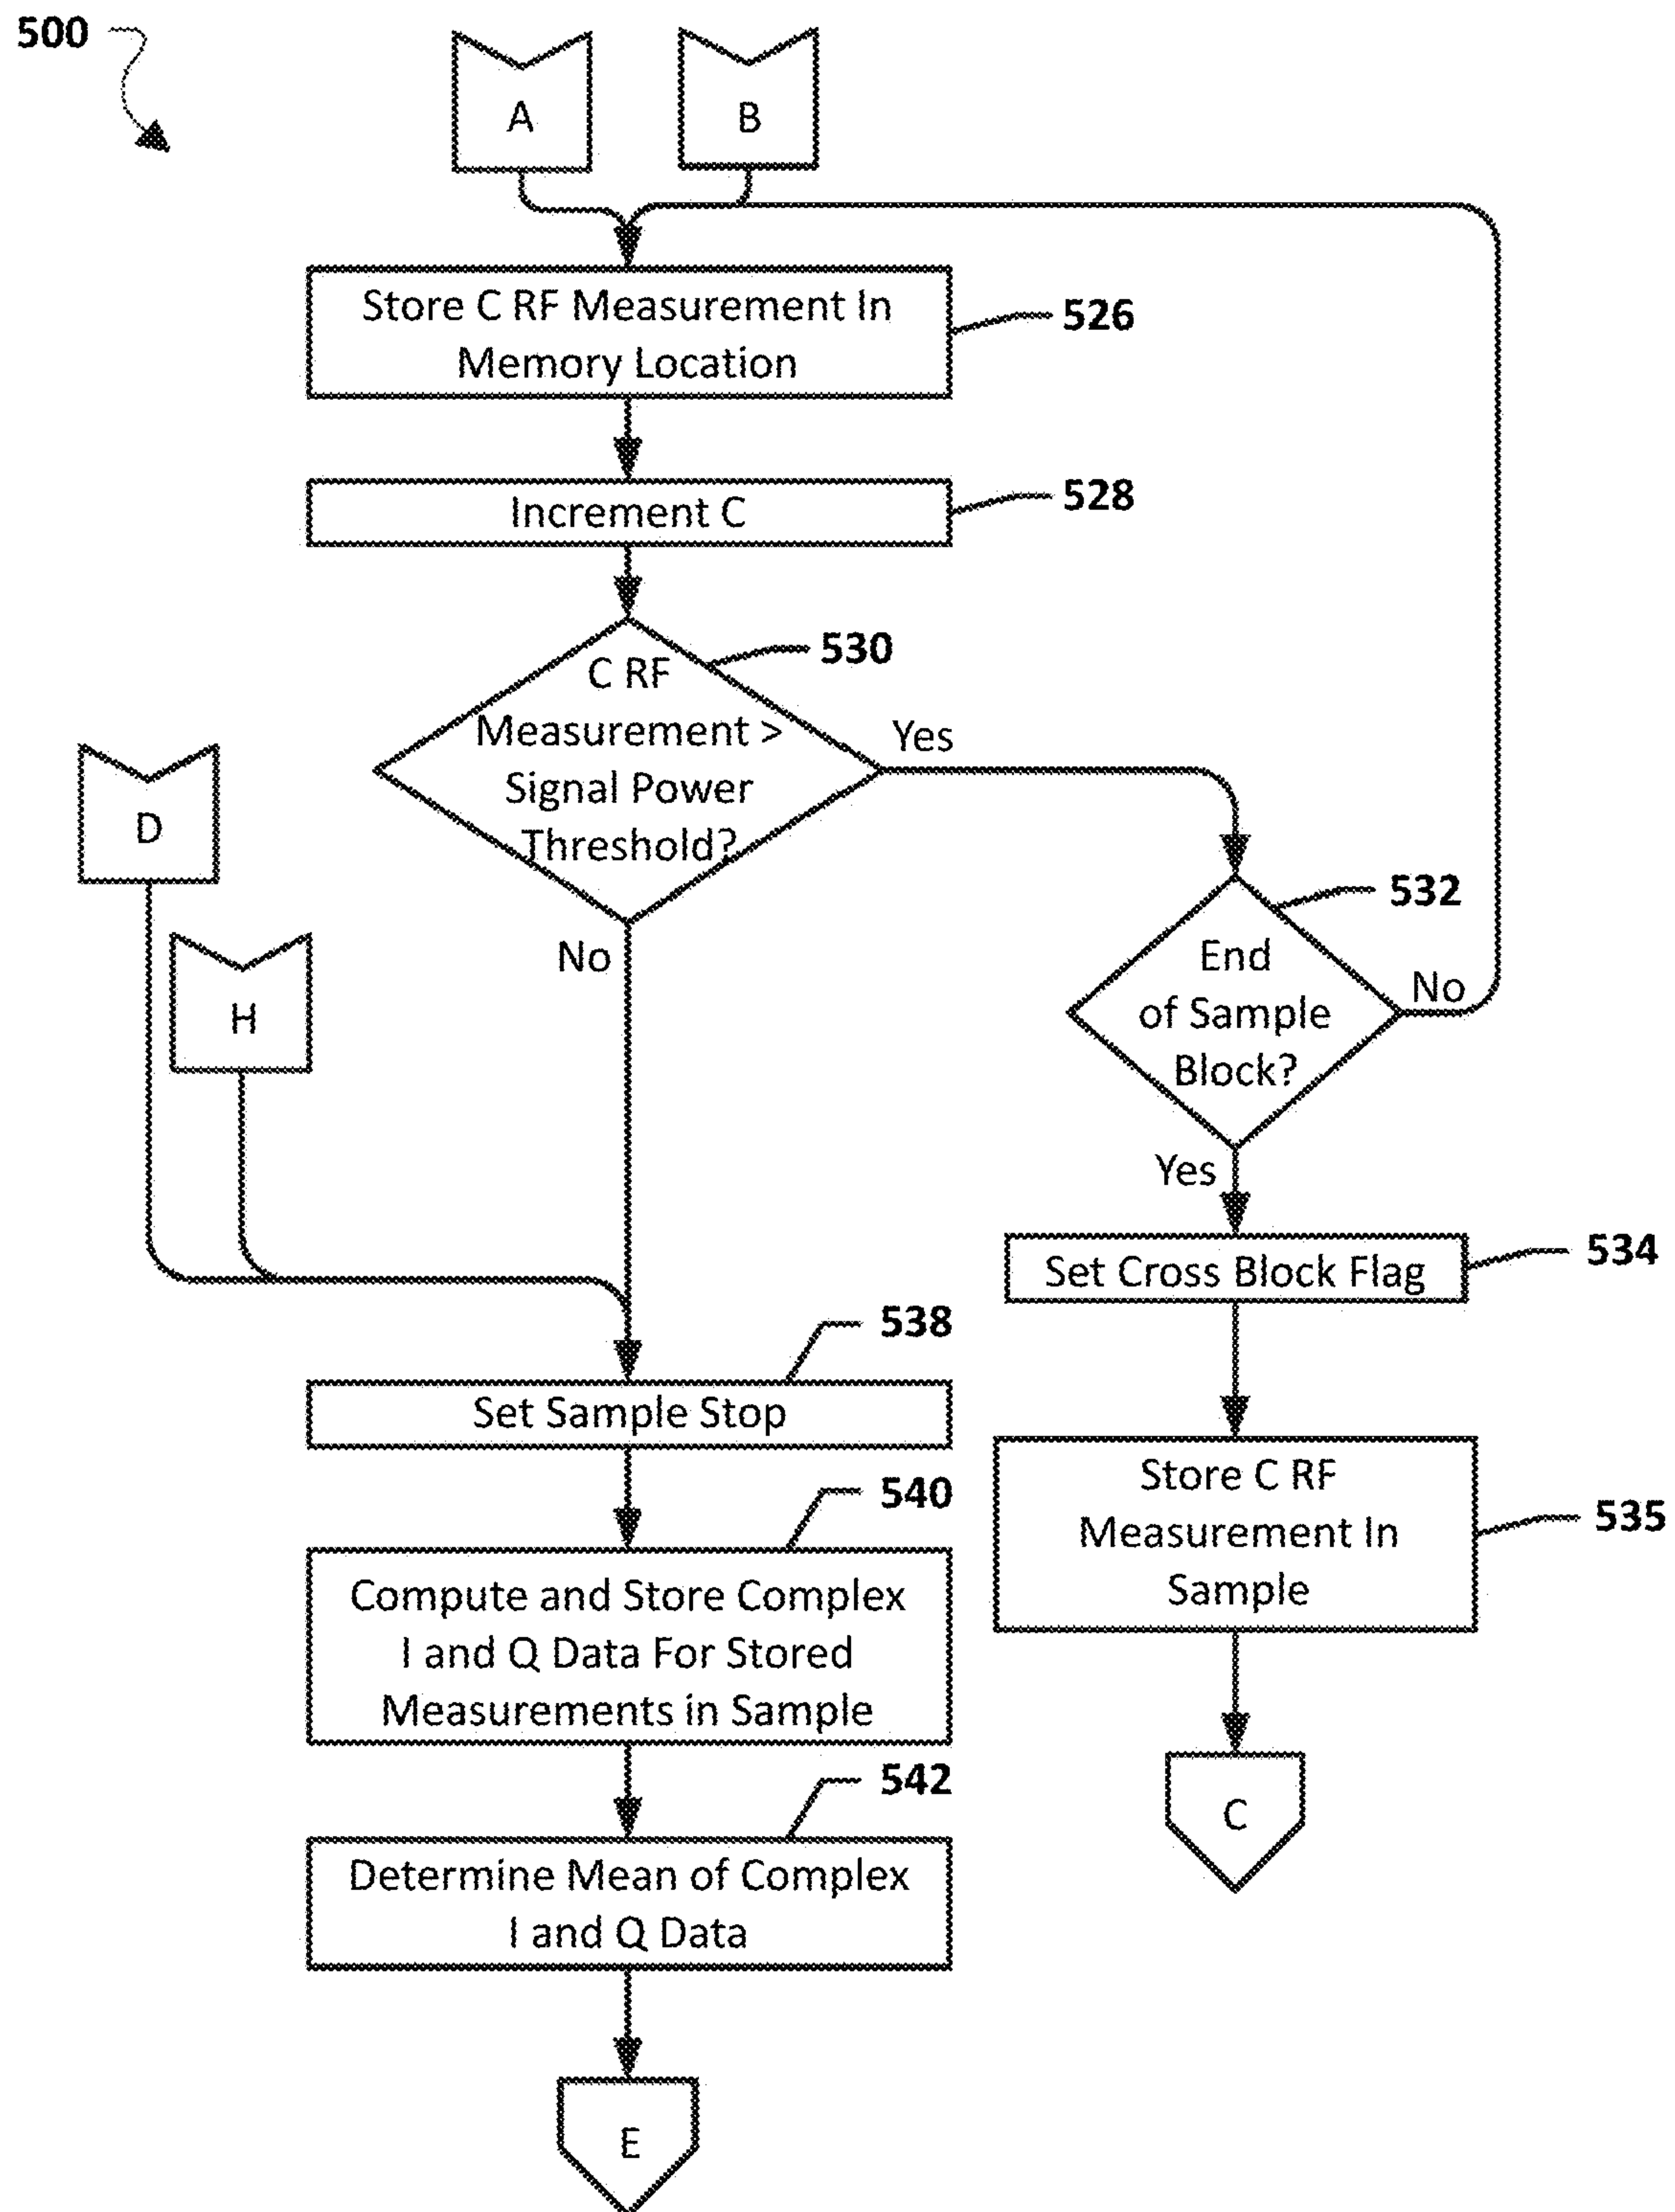 500
A
B
Store C RF Measurement In
Memory Location
526
Increment C
528
C RF
Measurement >
Signal Power
Threshold?
530
Yes
No
D
H
End
of Sample
Block?
532
No
Yes
Set Cross Block Flag
534
Set Sample Stop
538
Store C RF
Measurement In
Sample
535
Compute and Store Complex
I and Q Data For Stored
Measurements in Sample
540
C
Determine Mean of Complex
I and Q Data
542
E